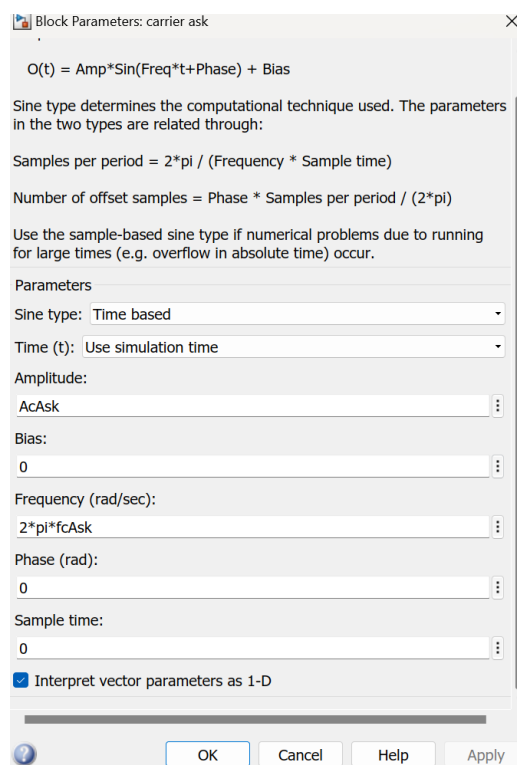 Block Parameters: carrier ask
O(t) = Amp*Sin(Freq*t+Phase) + Bias
Sine type determines the computational technique used. The parameters
in the two types are related through:
Samples per period = 2*pi / (Frequency * Sample time)
Number of offset samples = Phase * Samples per period / (2*pi)
Use the sample-based sine type if numerical problems due to running
for large times (e.g. overflow in absolute time) occur.
Parameters
Sine type: Time based
Time (t): Use simulation time
Amplitude:
AcAsk
Bias:
0
Frequency (rad/sec):
2*pi*fcAsk
Phase (rad):
0
Sample time:
0
Interpret vector parameters as 1-D
OK Cancel Help Apply